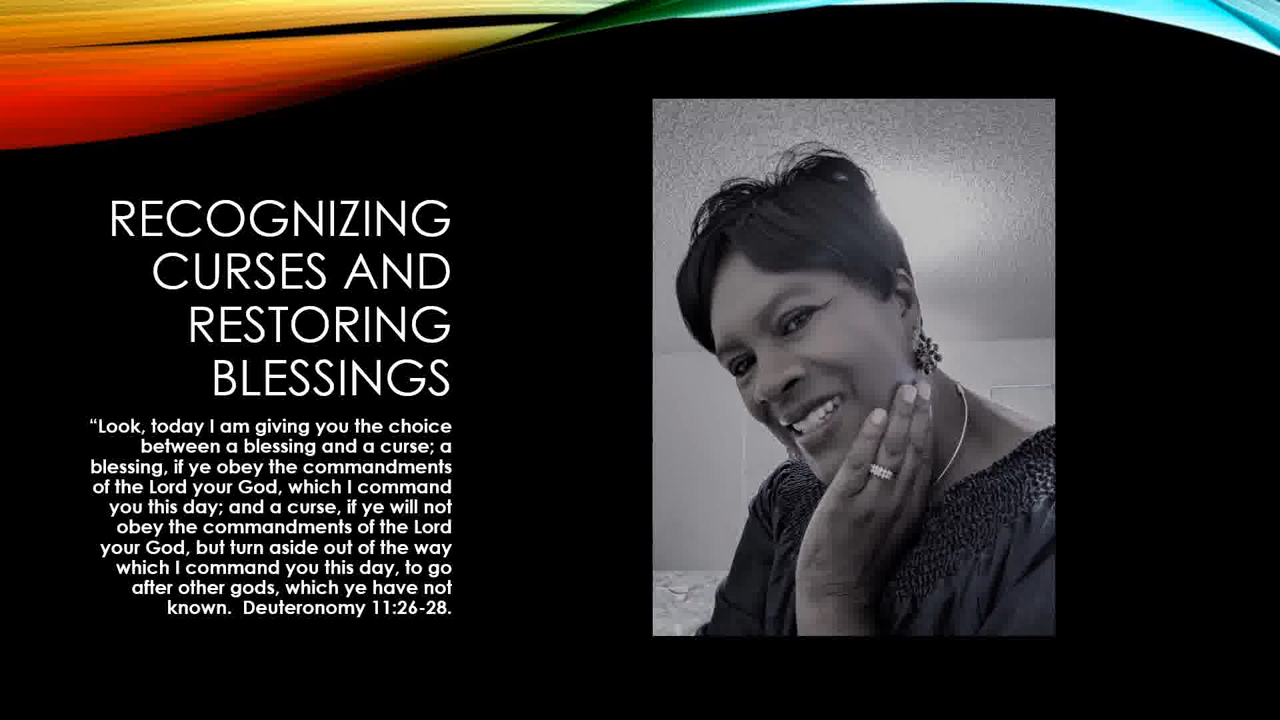 RECOGNIZING
CURSES AND
RESTORING
BLESSINGS
“Look, today I am giving you the choice
between a blessing and a curse; a
blessing, if ye obey the commandments
of the Lord your God, which I command
you this day; and a curse, if ye will not
obey the commandments of the Lord
your God, but turn aside out of the way
which I command you this day, to go
after other gods, which ye have not
known.  Deuteronomy 11:26-28.